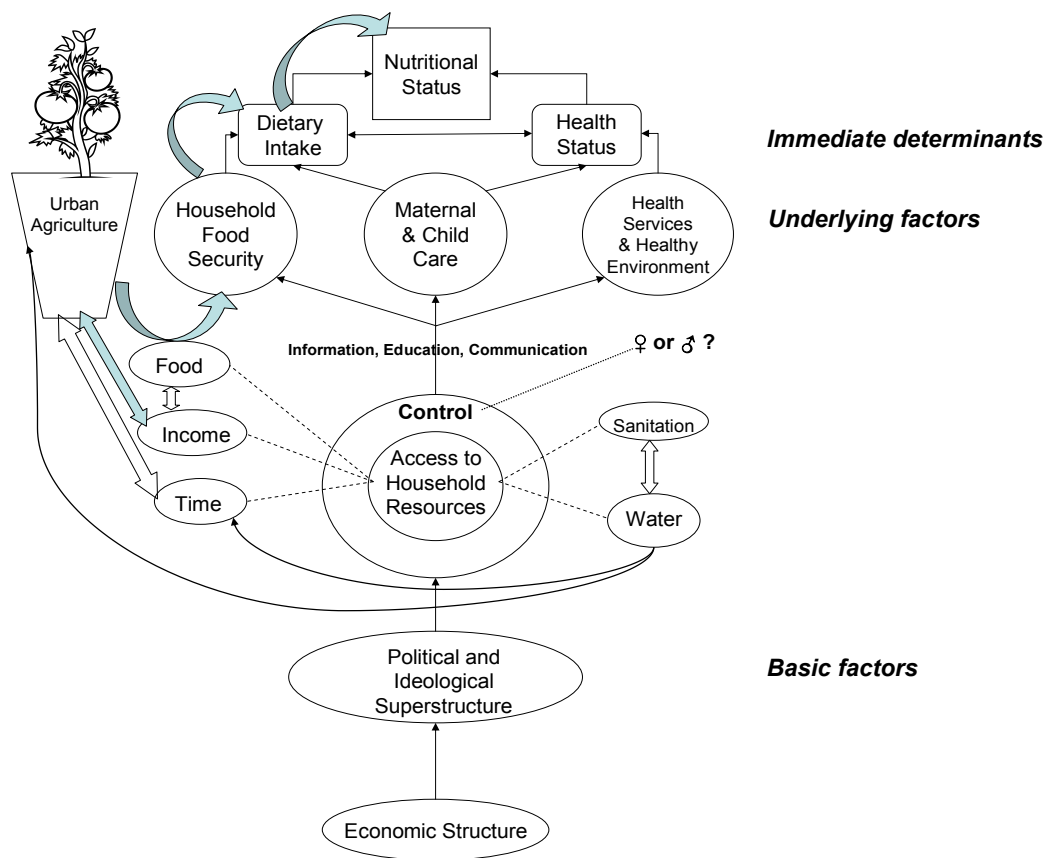 Nutritional
Status
Dietary
Intake
Health
Status
Immediate determinants
Urban
Agriculture
Household
Food
Security
Maternal
& Child
Care
Health
Services
& Healthy
Environment
Underlying factors
Information, Education, Communication
♀ or ♂ ?
Food
Control
Income
Sanitation
Access to
Household
Resources
Time
Water
Political and
Ideological
Superstructure
Basic factors
Economic Structure